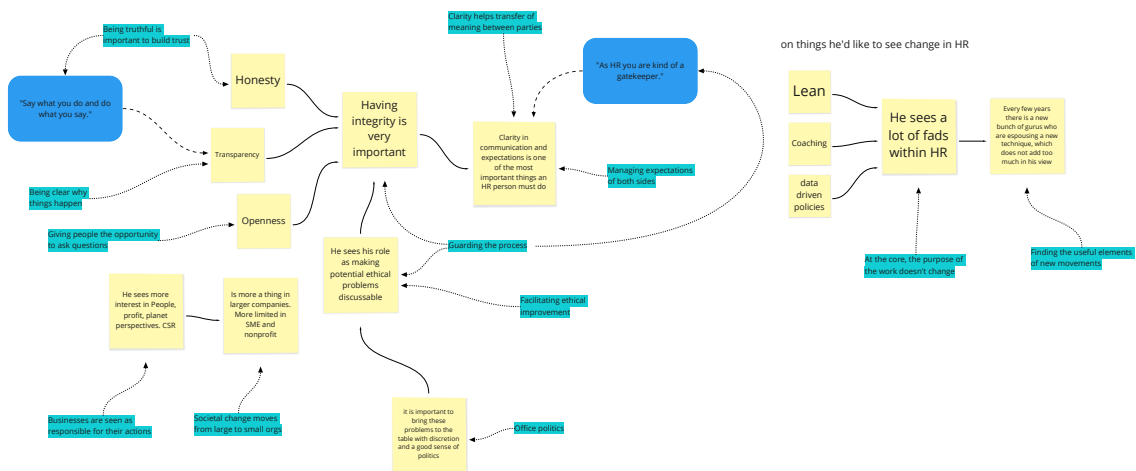 Being truthful is
important to build trust
Clarity helps transfer of
meaning between parties
on things he'd like to see change in HR
"Say what you do and do
what you say."
Honesty
Having
integrity is
very
important
"As HR you are kind of a
gatekeeper."
Transparency
Clarity in
communication and
expectations is one
of the most
important things an
HR person must do
Managing expectations
of both sides
Being clear why
things happen
Openness
Giving people the opportunity
to ask questions
He sees his role
as making
potential ethical
problems
discussable
Guarding the process
Facilitating ethical
improvement
He sees more
interest in People,
profit, planet
perspectives. CSR
Is more a thing in
larger companies.
More limited in
SME and
nonprofit
Businesses are seen as
responsible for their actions
Societal change moves
from large to small orgs
it is important to
bring these
problems to the
table with discretion
and a good sense of
politics
Office politics
Lean
Coaching
data
driven
policies
He sees a
lot of fads
within HR
Every few years
there is a new
bunch of gurus who
are espousing a new
technique, which
does not add too
much in his view
At the core, the purpose of
the work doesn't change
Finding the useful elements
of new movements